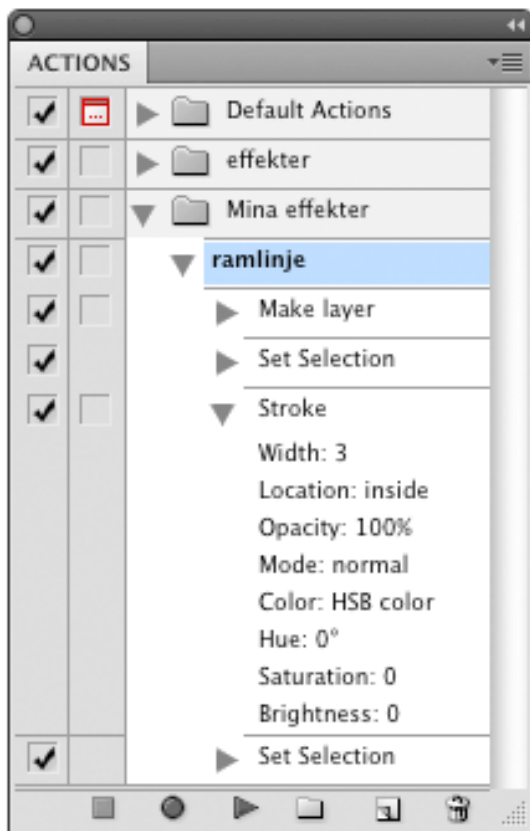 ACTIONS
Default Actions
effekter
Mina effekter
ramlinje
Make layer
Set Selection
Stroke
Width: 3
Location: inside
Opacity: 100%
Mode: normal
Color: HSB color
Hue: 0°
Saturation: 0
Brightness: 0
Set Selection